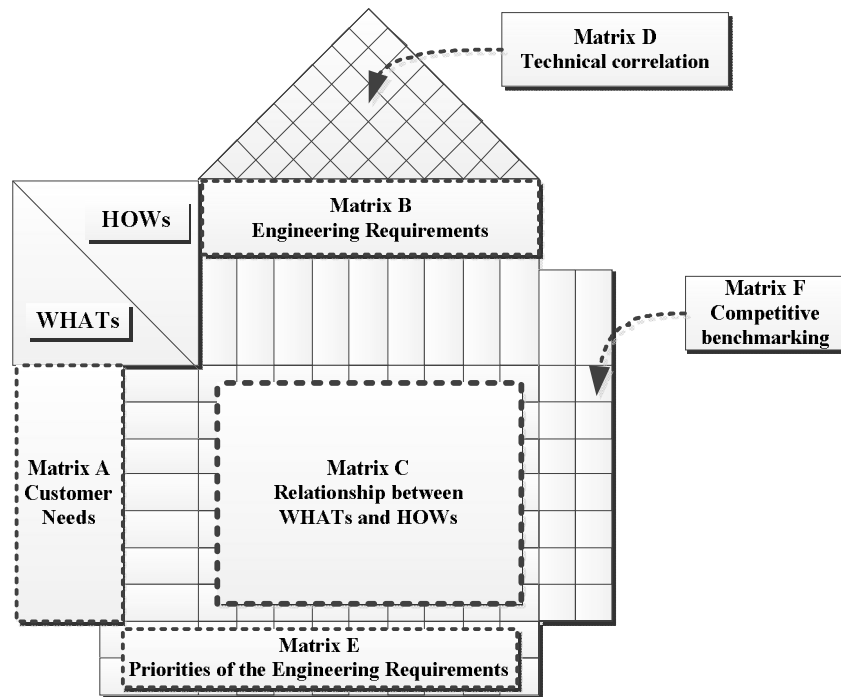 Matrix D
Technical correlation
HOWs
Matrix B
Engineering Requirements
WHATs
Matrix F
Competitive
benchmarking
Matrix A
Customer
Needs
Matrix C
Relationship between
WHATs and HOWs
Matrix E
Priorities of the Engineering Requirements